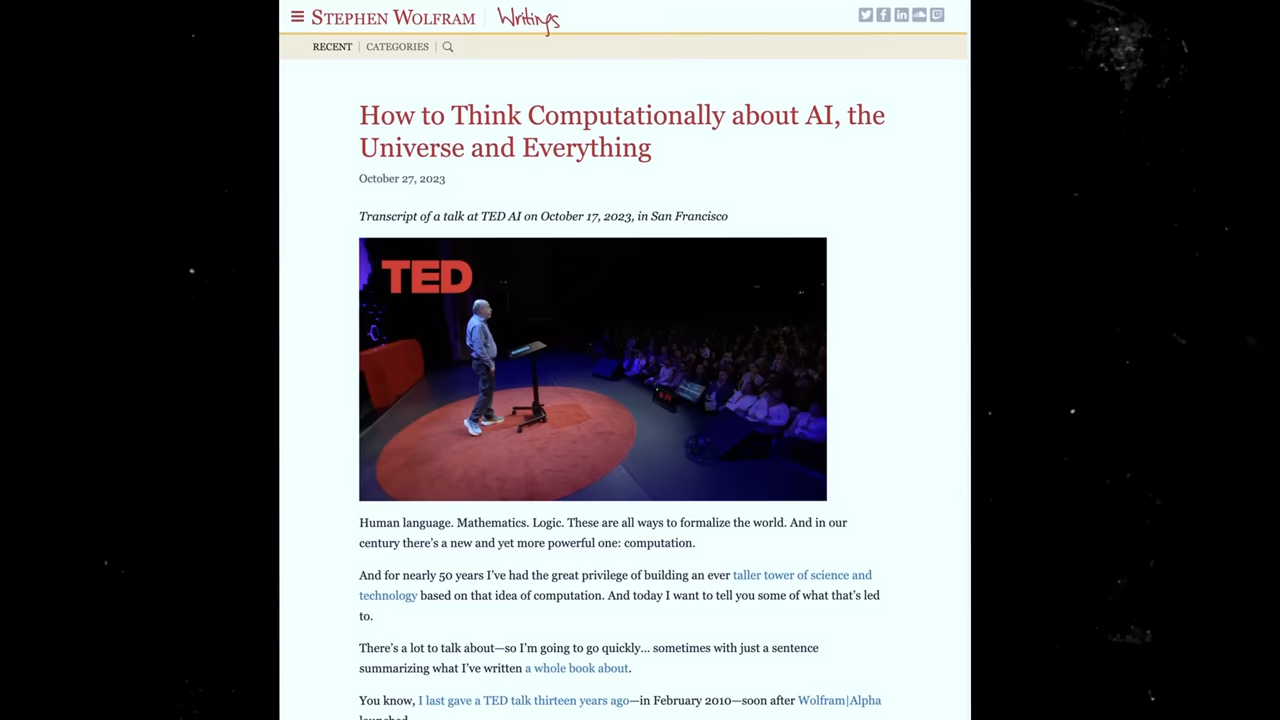 STEPHEN WOLFRAM Writings
RECENT | CATEGORIES |
How to Think Computationally about AI, the
Universe and Everything
October 27, 2023
Transcript of a talk at TED AI on October 17, 2023, in San Francisco
TED
Human language. Mathematics. Logic. These are all ways to formalize the world. And in our
century there's a new and yet more powerful one: computation.
And for nearly 50 years I've had the great privilege of building an ever taller tower of science and
technology based on that idea of computation. And today I want to tell you some of what that's led
to.
There's a lot to talk about—so I'm going to go quickly… sometimes with just a sentence
summarizing what I've written a whole book about.
You know, I last gave a TED talk thirteen years ago—in February 2010—soon after Wolfram|Alpha
launched.